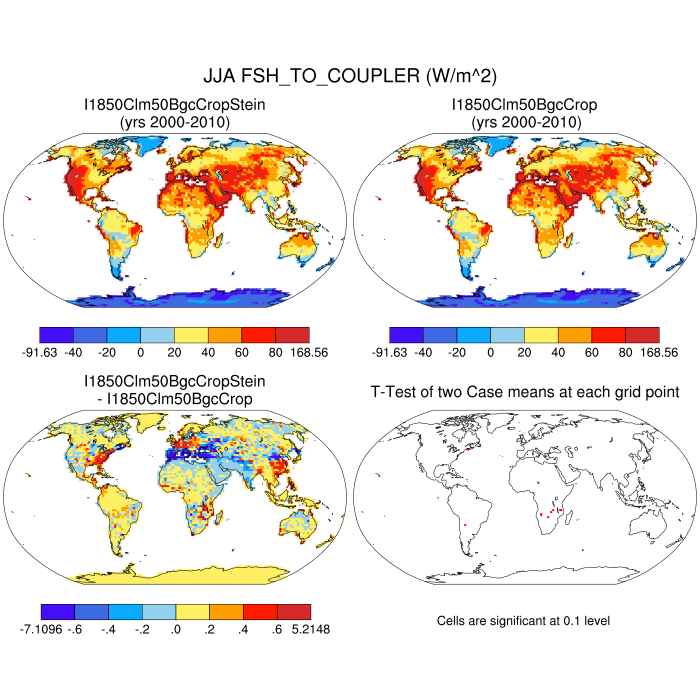 JJA FSH_TO_COUPLER (W/m^2)
I1850Clm50BgcCropStein
(yrs 2000-2010)
I1850Clm50BgcCrop
(yrs 2000-2010)
-91.63 -40 -20 0 20 40 60 80 168.56
-91.63 -40 -20 0 20 40 60 80 168.56
I1850Clm50BgcCropStein
- I1850Clm50BgcCrop
T-Test of two Case means at each grid point
-7.1096 -.6 -.4 -.2 .0 .2 .4 .6 5.2148
Cells are significant at 0.1 level